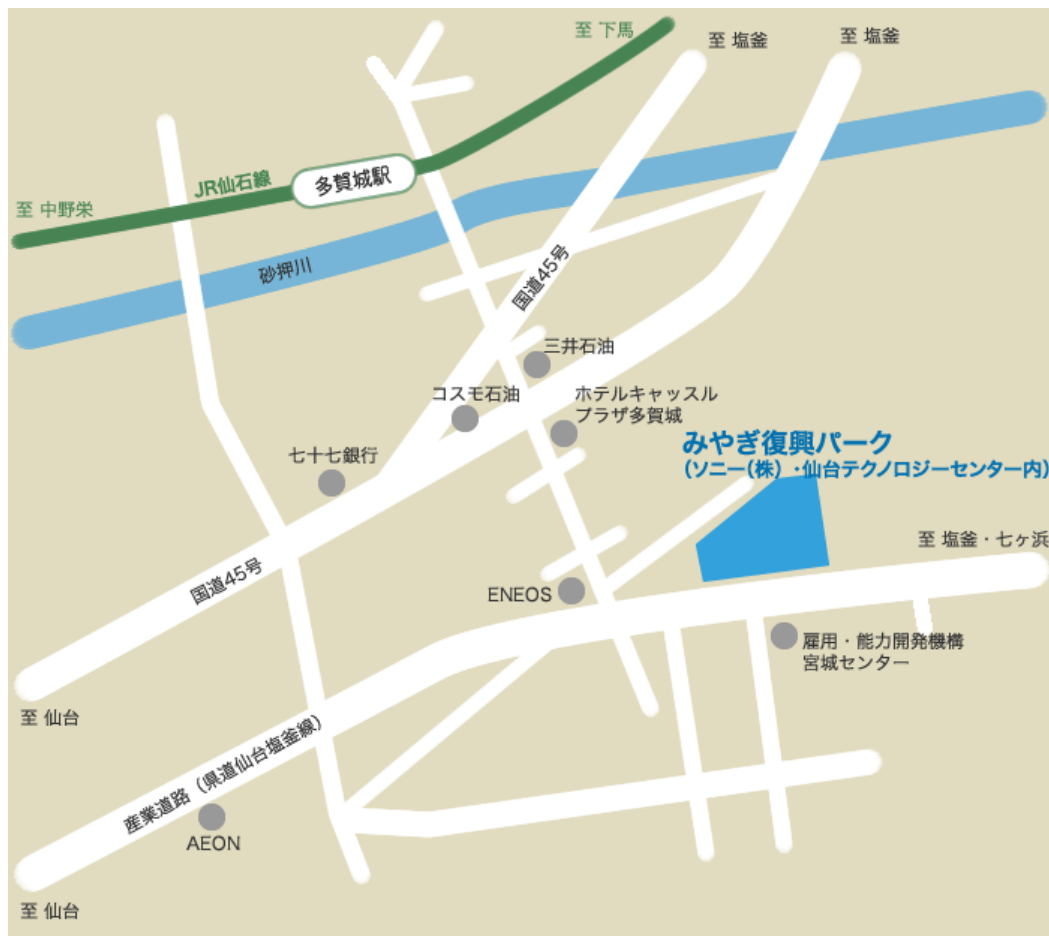 至 下馬
至 塩釜
至 塩釜
JR仙石線
多賀城駅
至 中野栄
砂押川
国道45号
三井石油
コスモ石油
ホテルキャッスル
プラザ多賀城
みやぎ復興パーク
（ソニー（株）・仙台テクノロジーセンター内）
七十七銀行
至 塩釜・七ヶ浜
国道45号
ENEOS
雇用・能力開発機構
宮城センター
至 仙台
産業道路（県道仙台塩釜線）
AEON
至 仙台